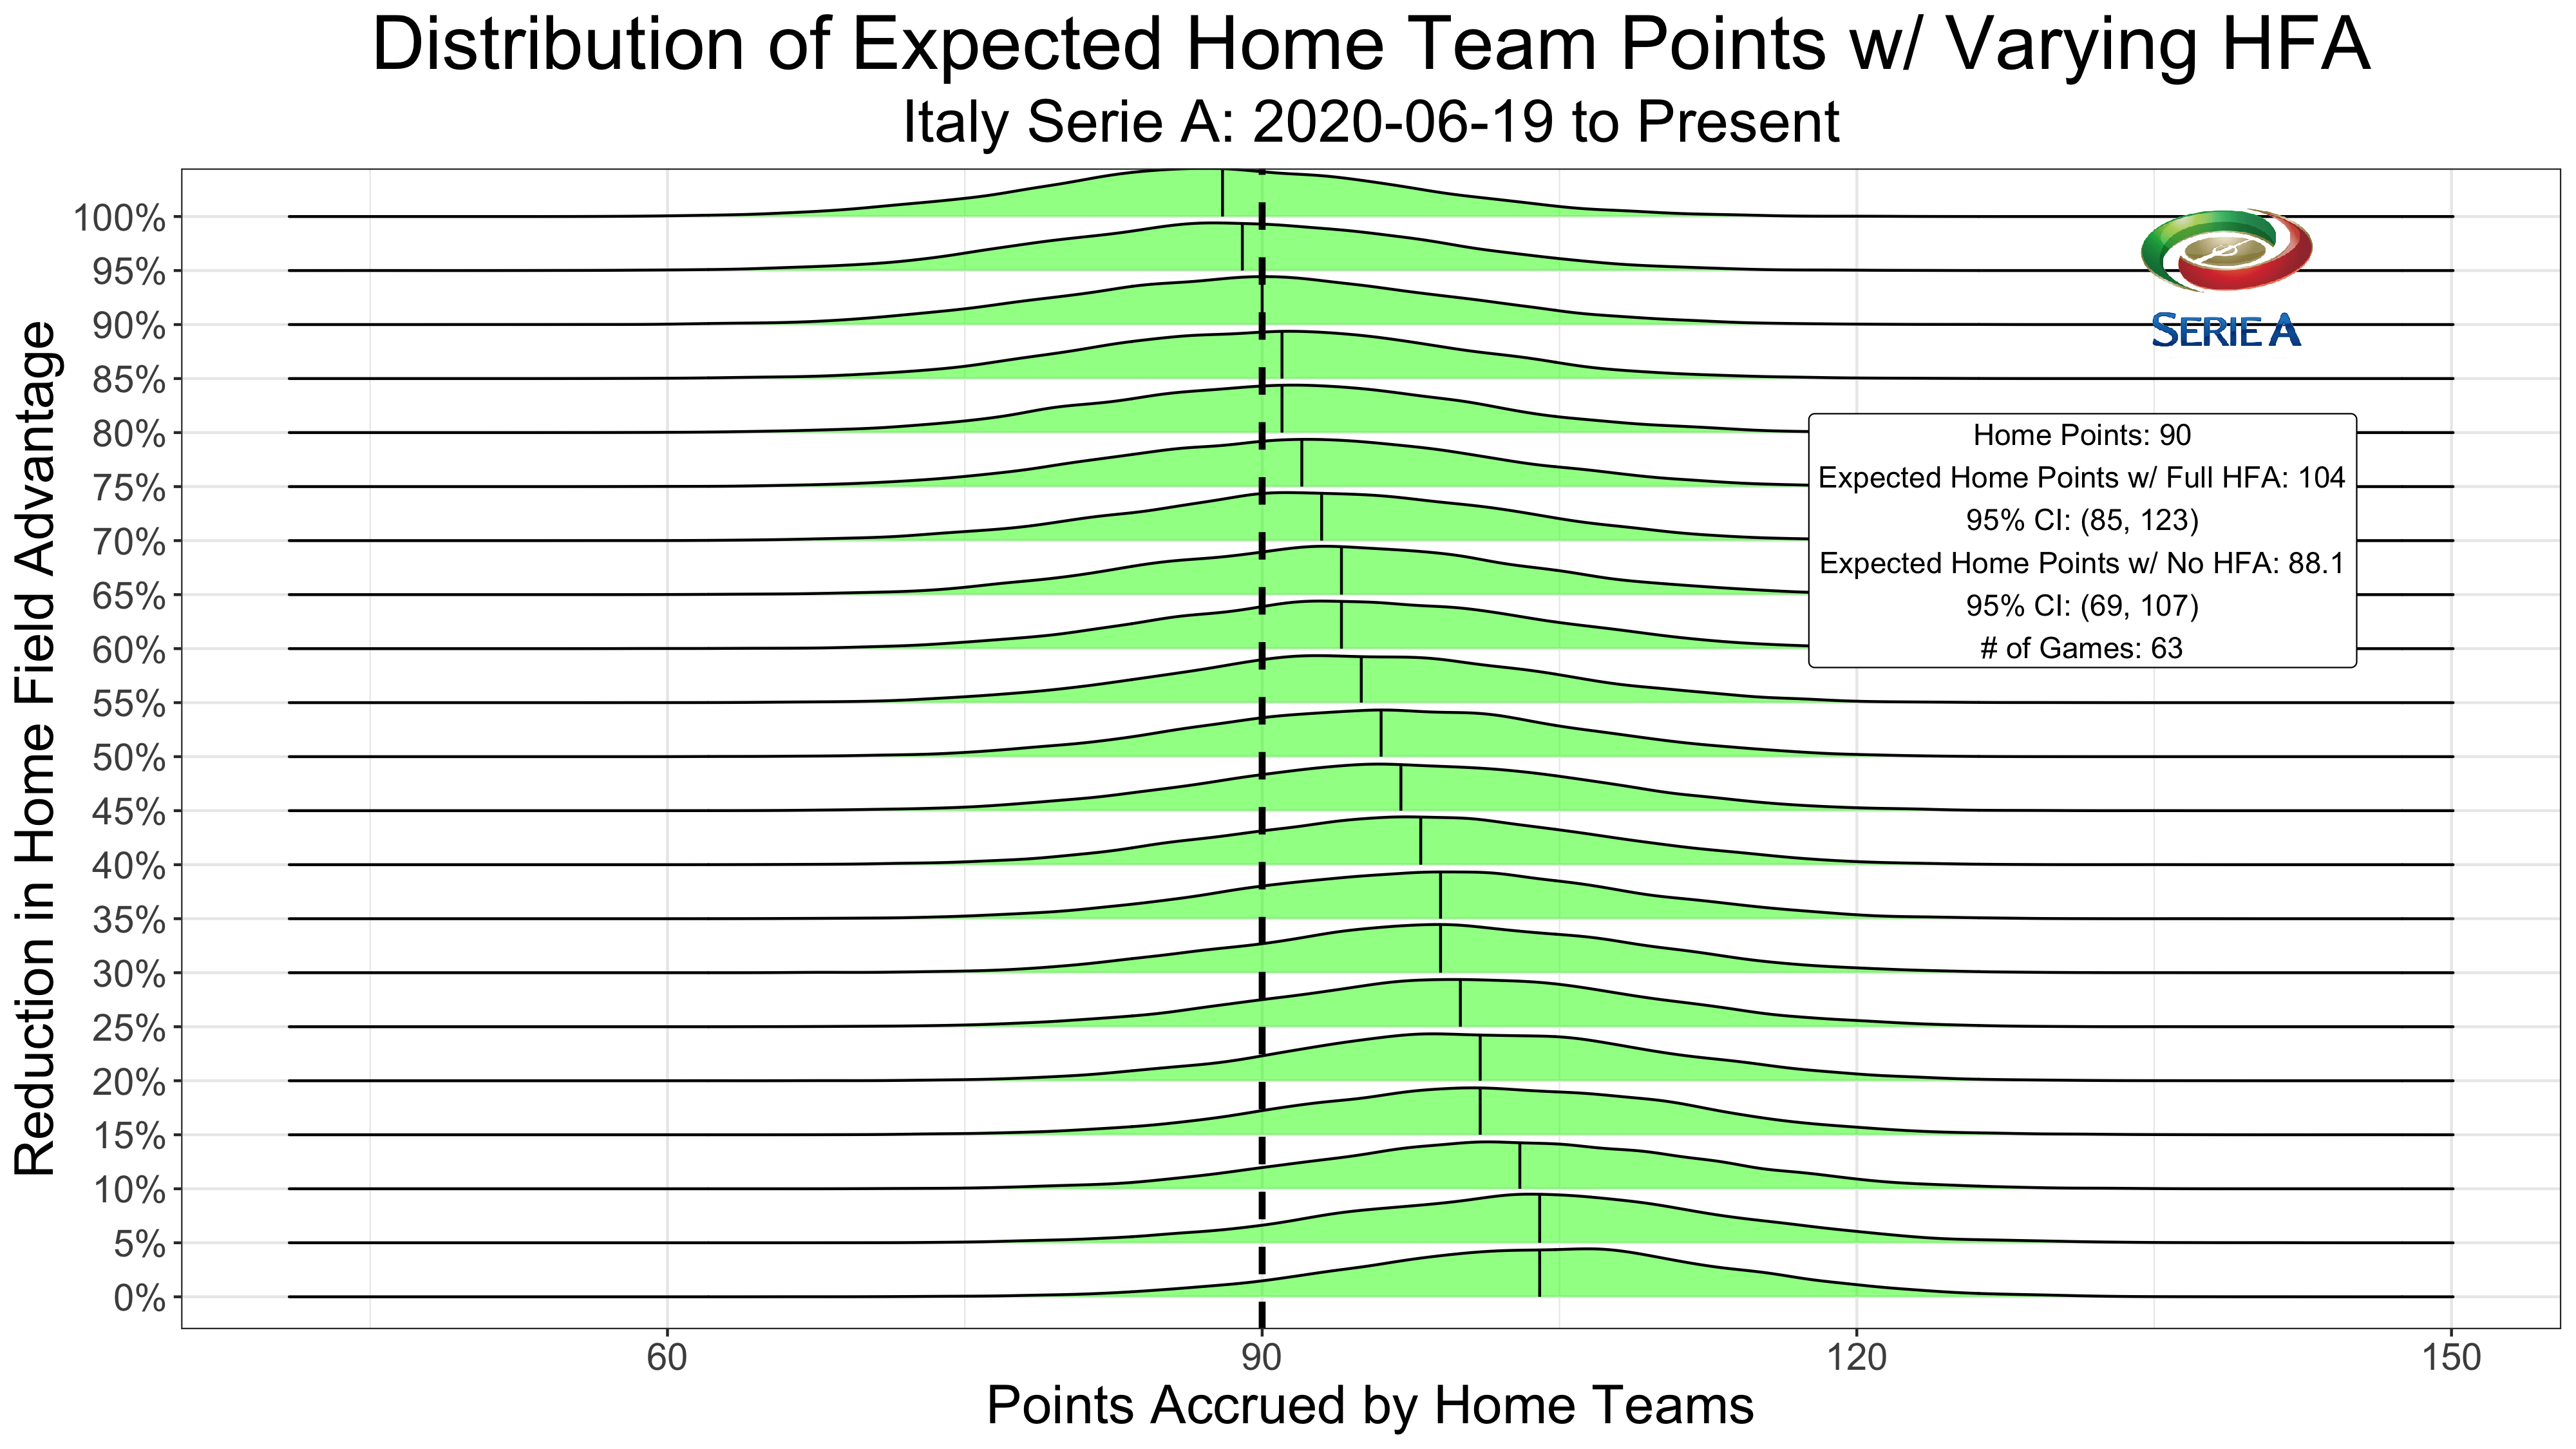 Distribution of Expected Home Team Points w/ Varying HFA
Italy Serie A: 2020-06-19 to Present
Reduction in Home Field Advantage
100%
95%
90%
85%
80%
75%
70%
65%
60%
55%
50%
45%
40%
35%
30%
25%
20%
15%
10%
5%
0%
SERIE A
Home Points: 90
Expected Home Points w/ Full HFA: 104
95% CI: (85, 123)
Expected Home Points w/ No HFA: 88.1
95% CI: (69, 107)
# of Games: 63
60 90 120 150
Points Accrued by Home Teams